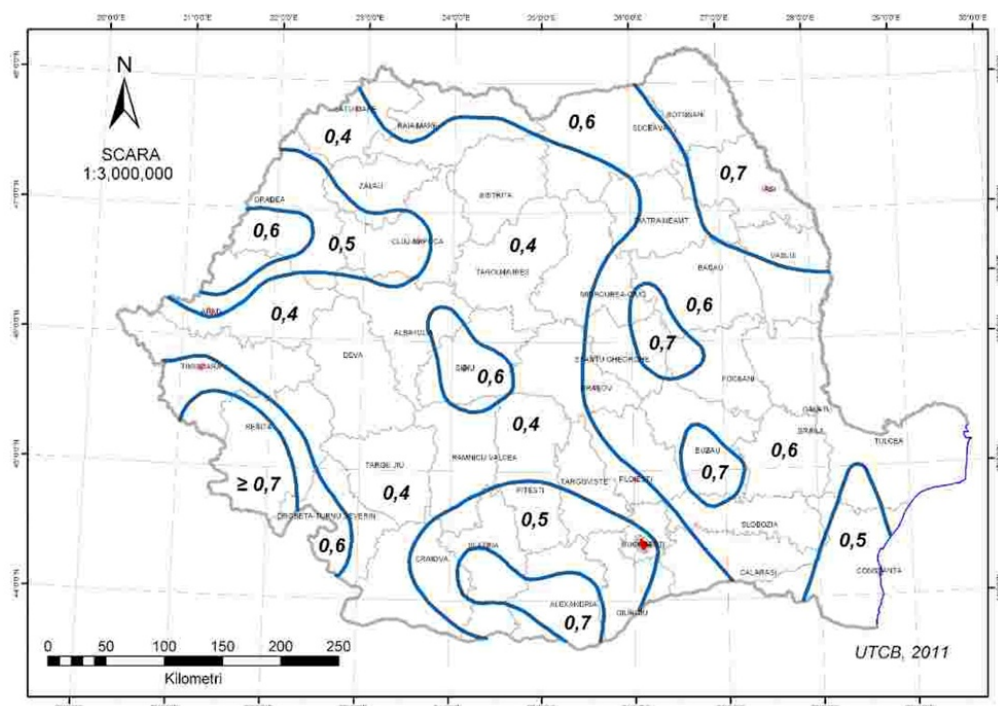 N
SCARA
1:3,000,000
SATU MARE
BAIA MARE
0,4
0,6
SUCEAVA
BOTOSANI
0,7
IASI
ZALAU
BISTRITA
ORADEA
0,6
0,5
CLUJ-NAPOCA
0,4
PIATRA-NEAMT
VASLUI
TARGU-MURES
BACAU
MIERCUREA-CIUC
0,6
ARAD
0,4
ALBA IULIA
0,7
DEVA
SFANTU GHEORGHE
TIMISOARA
SIBIU
0,6
BRASOV
FOCSANI
GALATI
RESITA
0,4
BRAILA
TULCEA
BUZAU
0,6
RAMNICU VALCEA
TARGU JIU
0,7
PLOIESTI
TARGOVISTE
≥ 0,7
0,4
PITESTI
DROBETA-TURNU SEVERIN
0,5
SLOBOZIA
0,6
SLATINA
BUCURESTI
0,5
CRAIOVA
CALARASI
CONSTANTA
ALEXANDRIA
GIURGIU
0,7
0 50 100 150 200 250
Kilometri
UTCB, 2011